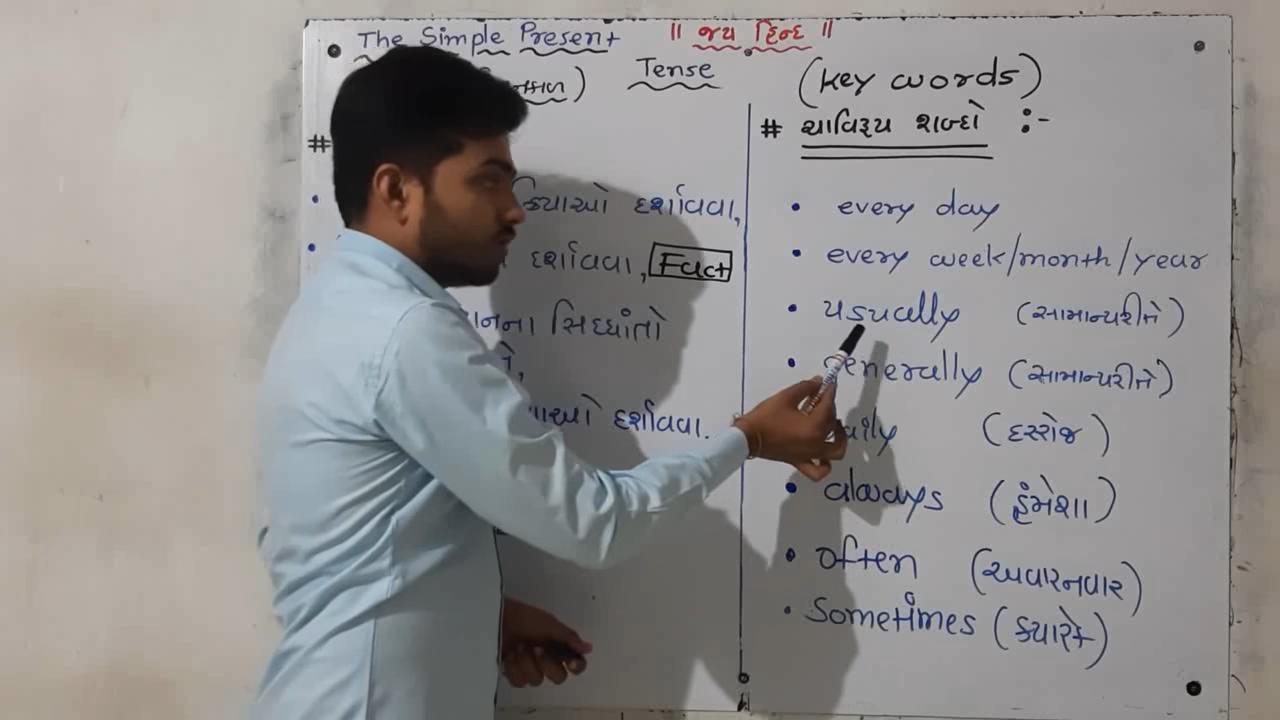 The Simple Present || જય હિન્દ ||
Tense
(Key words)
# ચાવિરૂપ શબ્દો :-
#
• ક્રિયાઓ દર્શાવવા,
• દર્શાવવા, Fact
સિદ્ધાંતો
દર્શાવવા.
• every day
• every week/month/year
• usually (સામાન્યરીતે)
• generally (સામાન્યરીતે)
daily (દરરોજ)
• always (હંમેશા)
• often (અવારનવાર)
• sometimes (ક્યારેક)